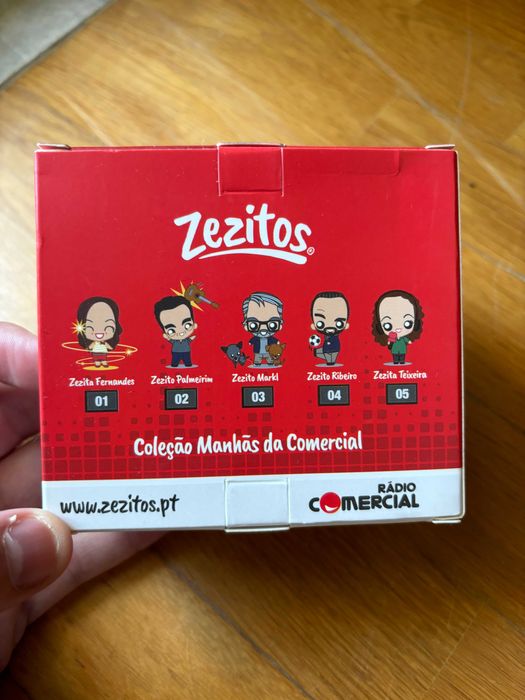 Zezitos®
Zezita Fernandes
Zezito Palmeirim
Zezito Markl
Zezito Ribeiro
Zezita Teixeira
01
02
03
04
05
Coleção Manhãs da Comercial
www.zezitos.pt
RÁDIO
COMERCIAL